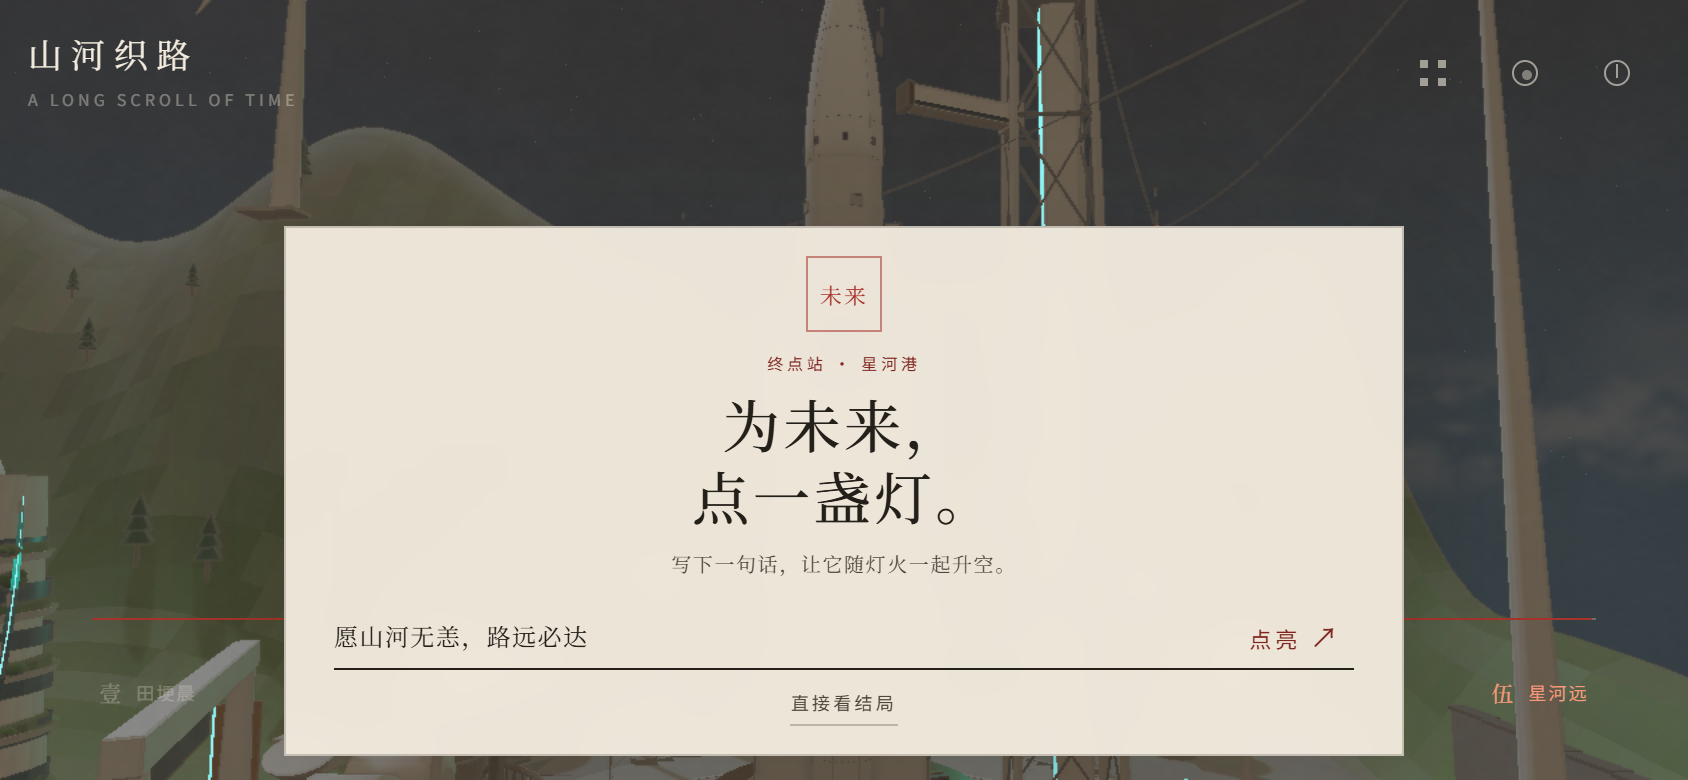 山河织路
A LONG SCROLL OF TIME
未来
终点站 · 星河港
为未来，
点一盏灯。
写下一句话，让它随灯火一起升空。
愿山河无恙，路远必达
点亮 ↗
直接看结局
壹 田埂晨
伍 星河远